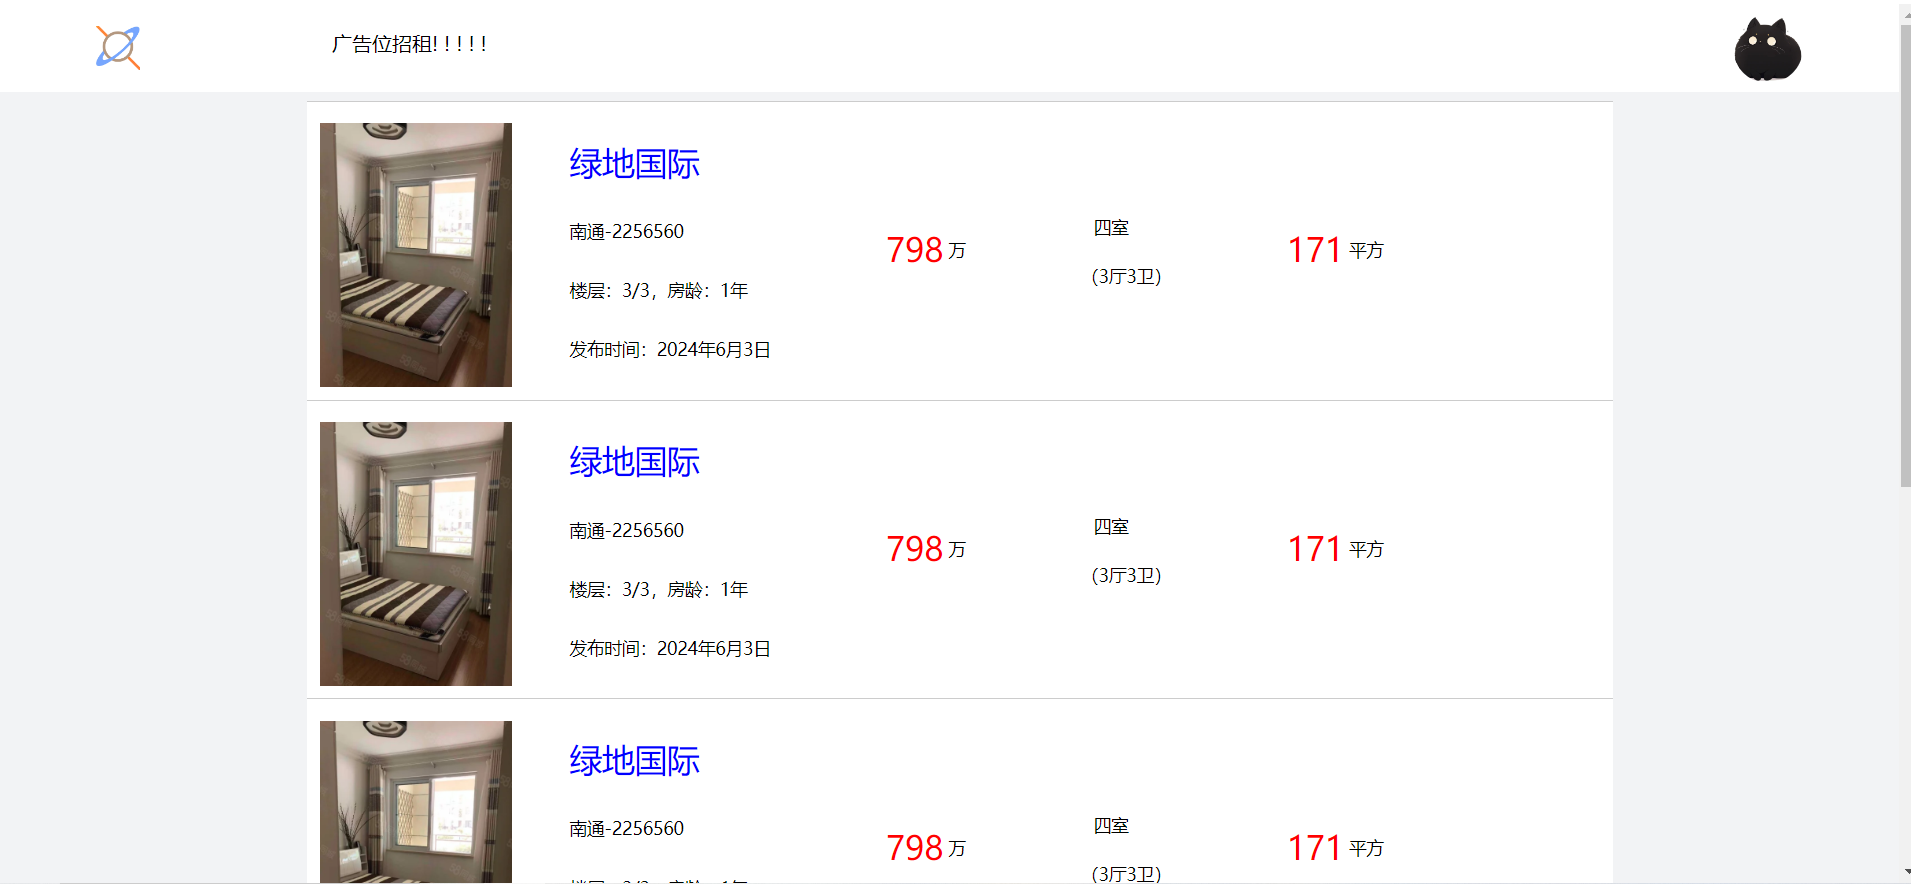 广告位招租! ! ! ! !
绿地国际
南通-2256560
楼层：3/3，房龄：1年
发布时间：2024年6月3日
798 万
四室
(3厅3卫)
171 平方
绿地国际
南通-2256560
楼层：3/3，房龄：1年
发布时间：2024年6月3日
798 万
四室
(3厅3卫)
171 平方
绿地国际
南通-2256560
798 万
四室
(3厅3卫)
171 平方